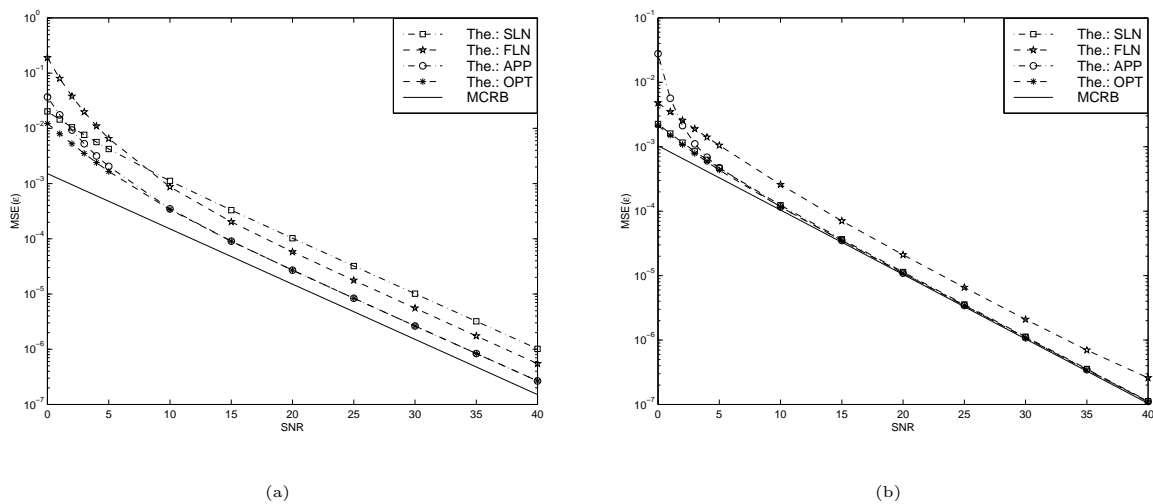 10^0
10^-1
10^-2
10^-3
10^-4
10^-5
10^-6
10^-7
MSE(ε)
0 5 10 15 20 25 30 35 40
SNR
The.: SLN
The.: FLN
The.: APP
The.: OPT
MCRB
(a)
10^-1
10^-2
10^-3
10^-4
10^-5
10^-6
10^-7
MSE(ε)
0 5 10 15 20 25 30 35 40
SNR
The.: SLN
The.: FLN
The.: APP
The.: OPT
MCRB
(b)